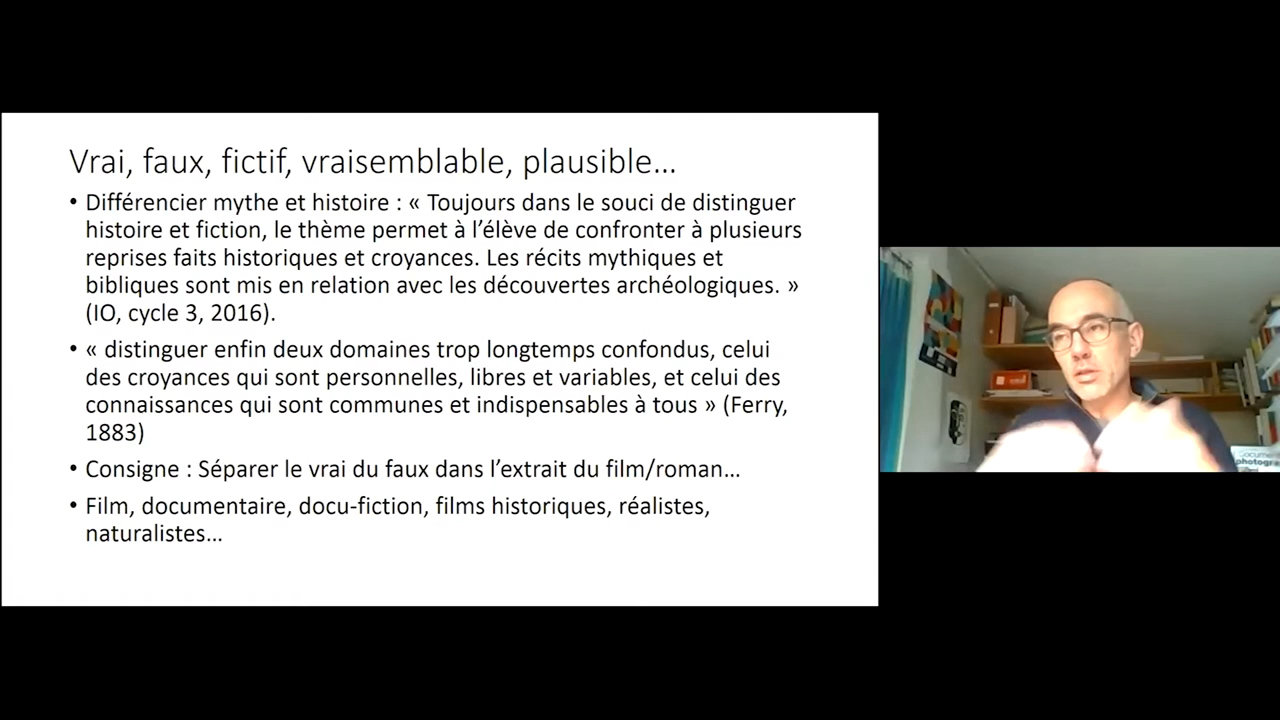 Vrai, faux, fictif, vraisemblable, plausible…
• Différencier mythe et histoire : « Toujours dans le souci de distinguer
histoire et fiction, le thème permet à l’élève de confronter à plusieurs
reprises faits historiques et croyances. Les récits mythiques et
bibliques sont mis en relation avec les découvertes archéologiques. »
(IO, cycle 3, 2016).
• « distinguer enfin deux domaines trop longtemps confondus, celui
des croyances qui sont personnelles, libres et variables, et celui des
connaissances qui sont communes et indispensables à tous » (Ferry,
1883)
• Consigne : Séparer le vrai du faux dans l’extrait du film/roman…
• Film, documentaire, docu-fiction, films historiques, réalistes,
naturalistes…